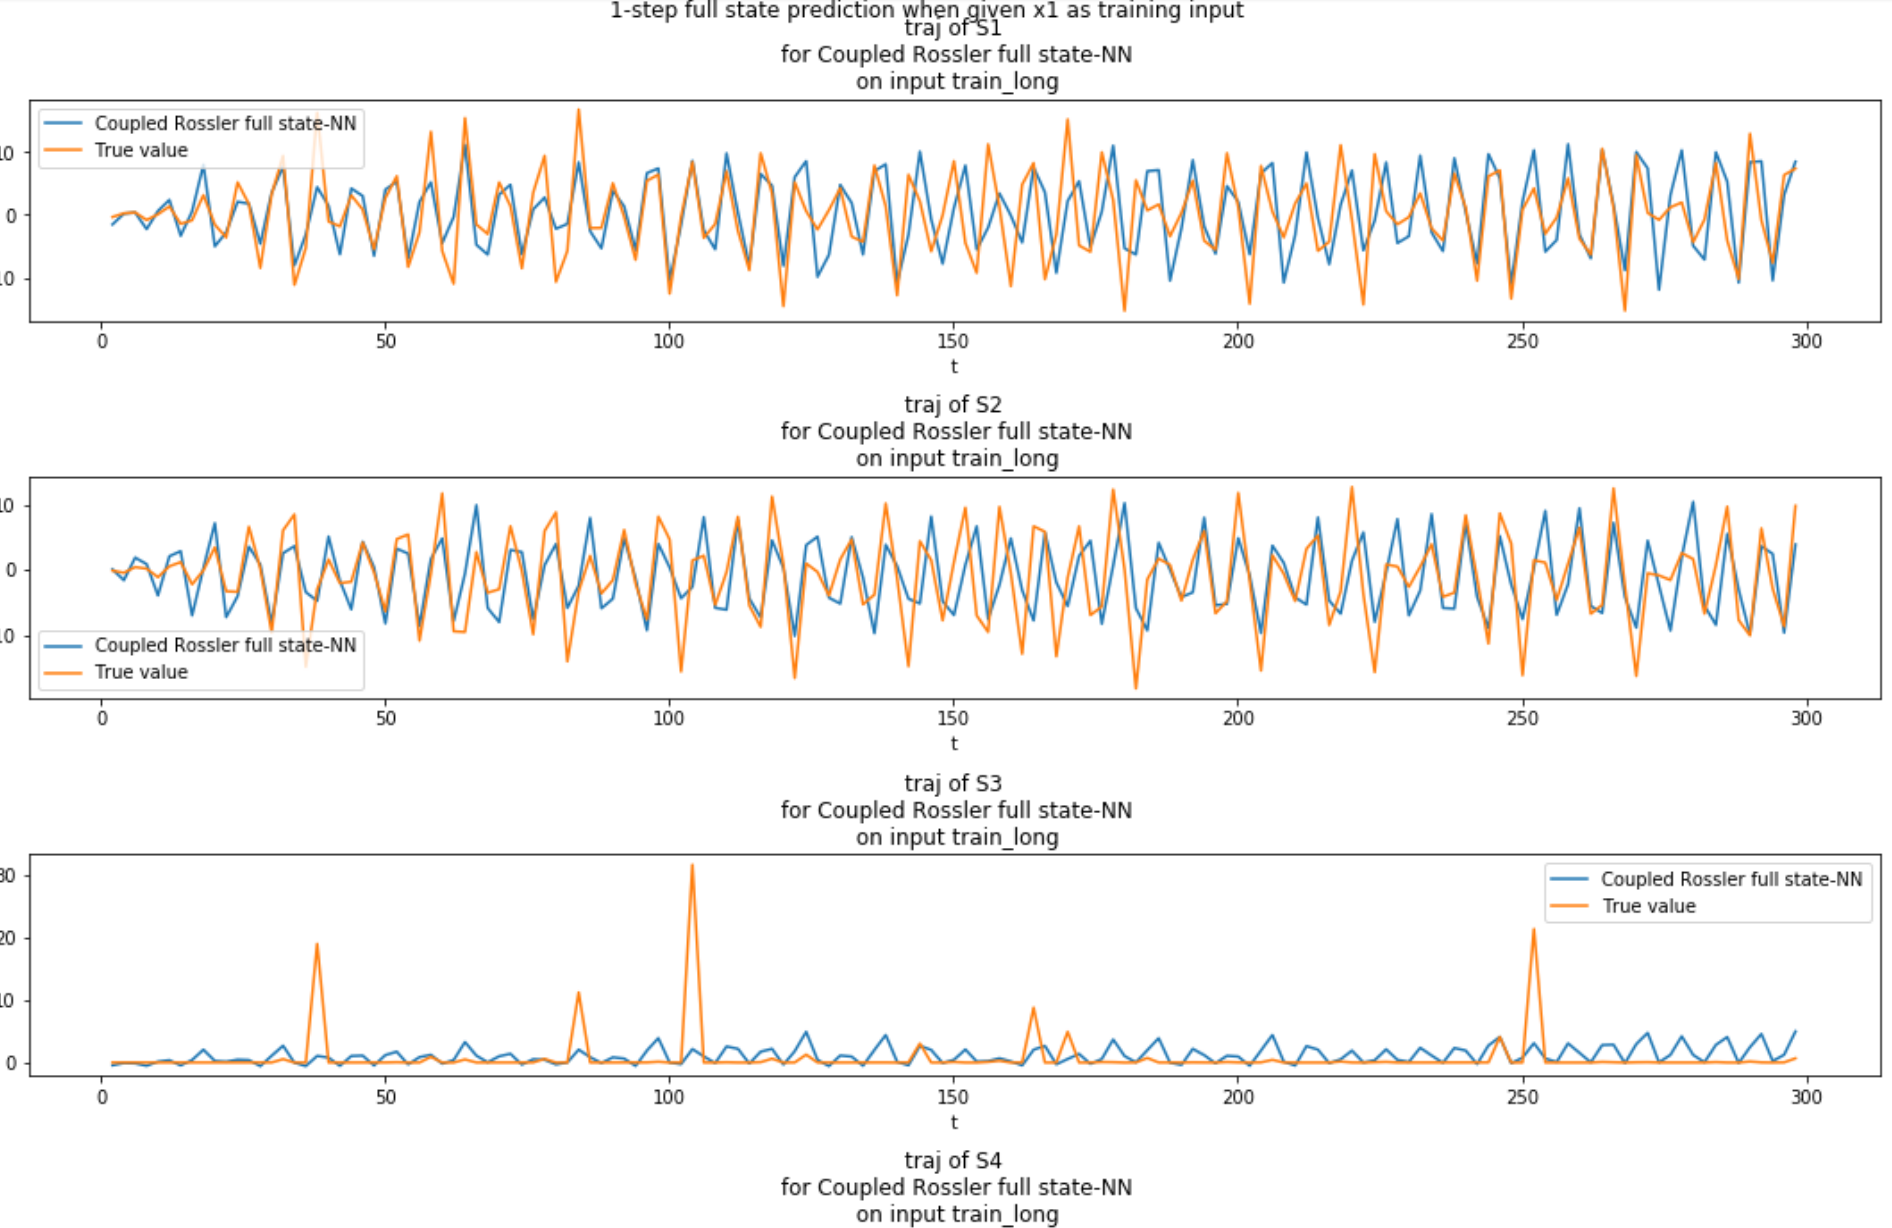 1-step full state prediction when given x1 as training input
traj of S1
for Coupled Rossler full state-NN
on input train_long
Coupled Rossler full state-NN
True value
10
0
10
0 50 100 150 200 250 300
t
traj of S2
for Coupled Rossler full state-NN
on input train_long
10
0
10
Coupled Rossler full state-NN
True value
0 50 100 150 200 250 300
t
traj of S3
for Coupled Rossler full state-NN
on input train_long
Coupled Rossler full state-NN
True value
30
20
10
0
0 50 100 150 200 250 300
t
traj of S4
for Coupled Rossler full state-NN
on input train_long